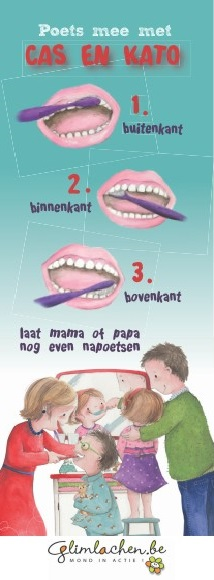 Poets mee met
CAS EN KATO
1.
buitenkant
2.
binnenkant
3.
bovenkant
laat mama of papa
nog even napoetsen
Glimlachen.be
MOND IN ACTIE !